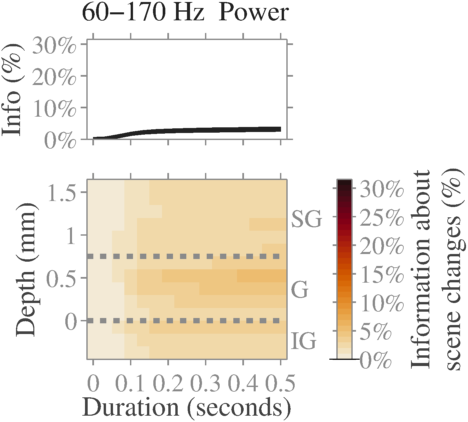 60−170 Hz Power
Info (%)
30%
20%
10%
0%
Depth (mm)
1.5
1
0.5
0
SG
G
IG
0 0.1 0.2 0.3 0.4 0.5
Duration (seconds)
30%
25%
20%
15%
10%
5%
0%
Information about
scene changes (%)